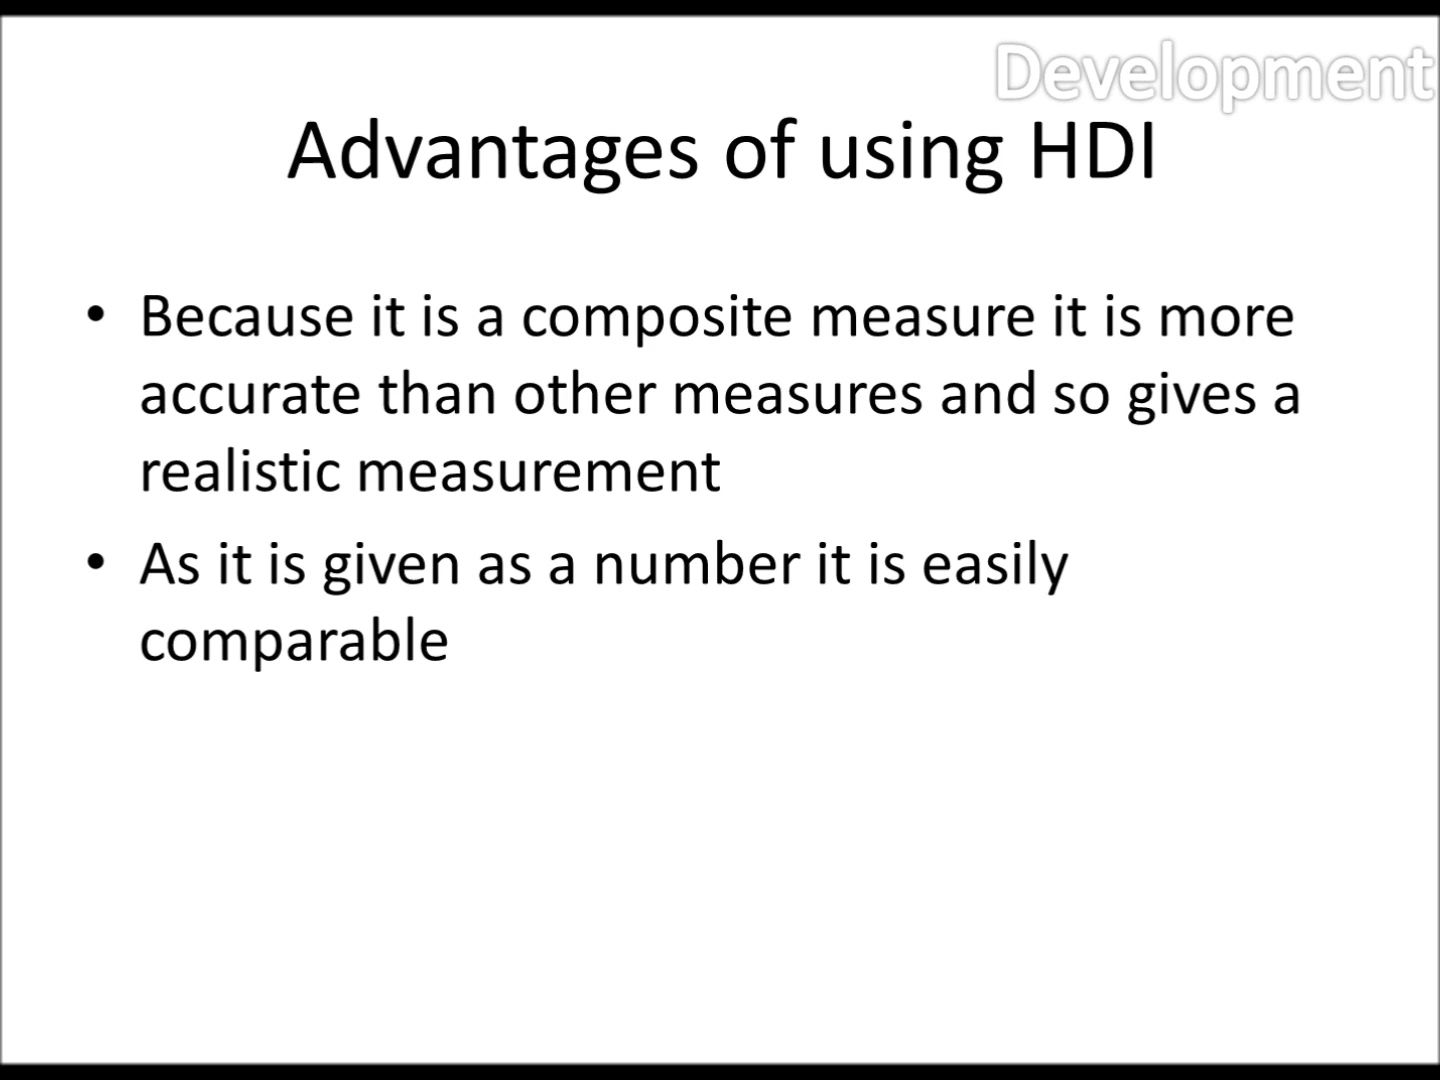 Development
Advantages of using HDI
• Because it is a composite measure it is more
accurate than other measures and so gives a
realistic measurement
• As it is given as a number it is easily
comparable